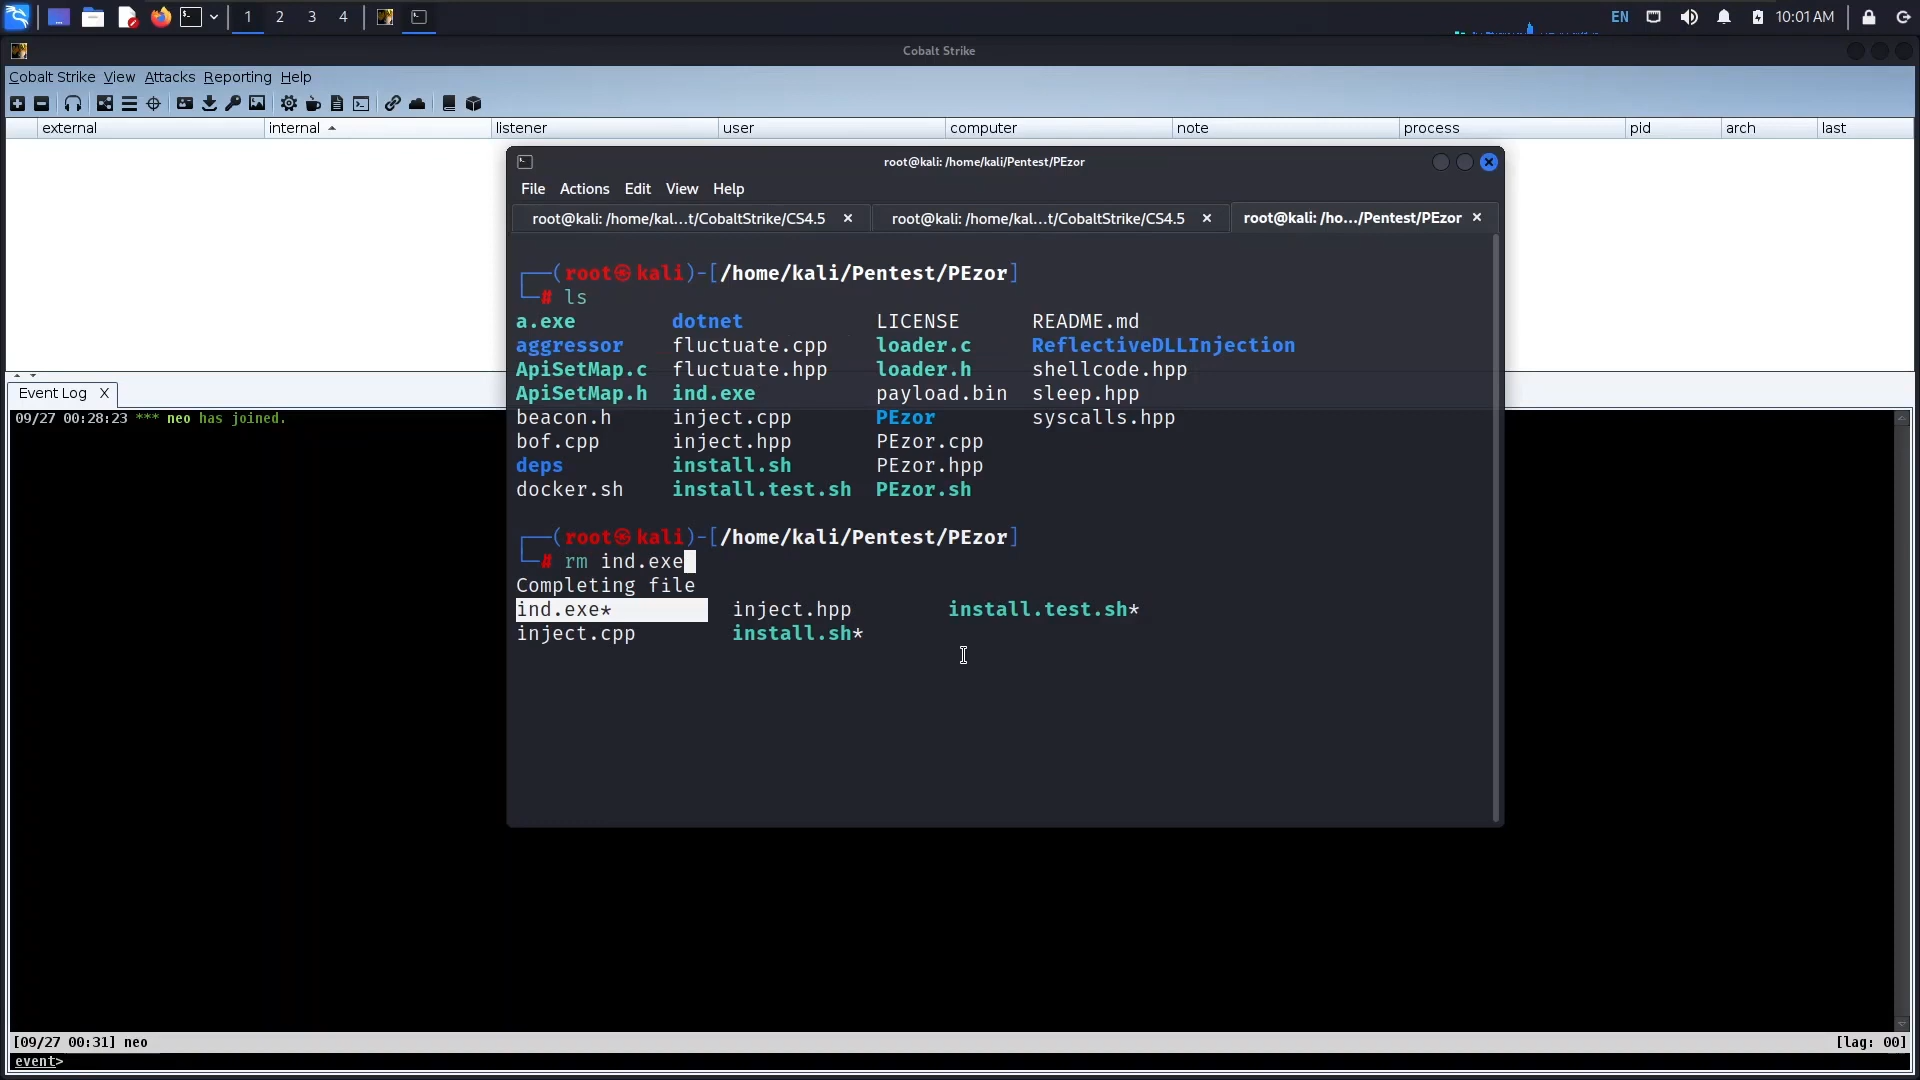 1 2 3 4 EN 10:01 AM
Cobalt Strike
Cobalt Strike View Attacks Reporting Help
external internal listener user computer note process pid arch last
root@kali: /home/kali/Pentest/PEzor
File Actions Edit View Help
root@kali: /home/kal...t/CobaltStrike/CS4.5 × root@kali: /home/kal...t/CobaltStrike/CS4.5 × root@kali: /ho.../Pentest/PEzor ×
┌──(root㉿kali)-[/home/kali/Pentest/PEzor]
└─# ls
a.exe dotnet LICENSE README.md
aggressor fluctuate.cpp loader.c ReflectiveDLLInjection
ApiSetMap.c fluctuate.hpp loader.h shellcode.hpp
ApiSetMap.h ind.exe payload.bin sleep.hpp
beacon.h inject.cpp PEzor syscalls.hpp
bof.cpp inject.hpp PEzor.cpp
deps install.sh PEzor.hpp
docker.sh install.test.sh PEzor.sh
┌──(root㉿kali)-[/home/kali/Pentest/PEzor]
└─# rm ind.exe
Completing file
ind.exe* inject.hpp install.test.sh*
inject.cpp install.sh*
Event Log X
09/27 00:28:23 *** neo has joined.
[09/27 00:31] neo [lag: 00]
event>